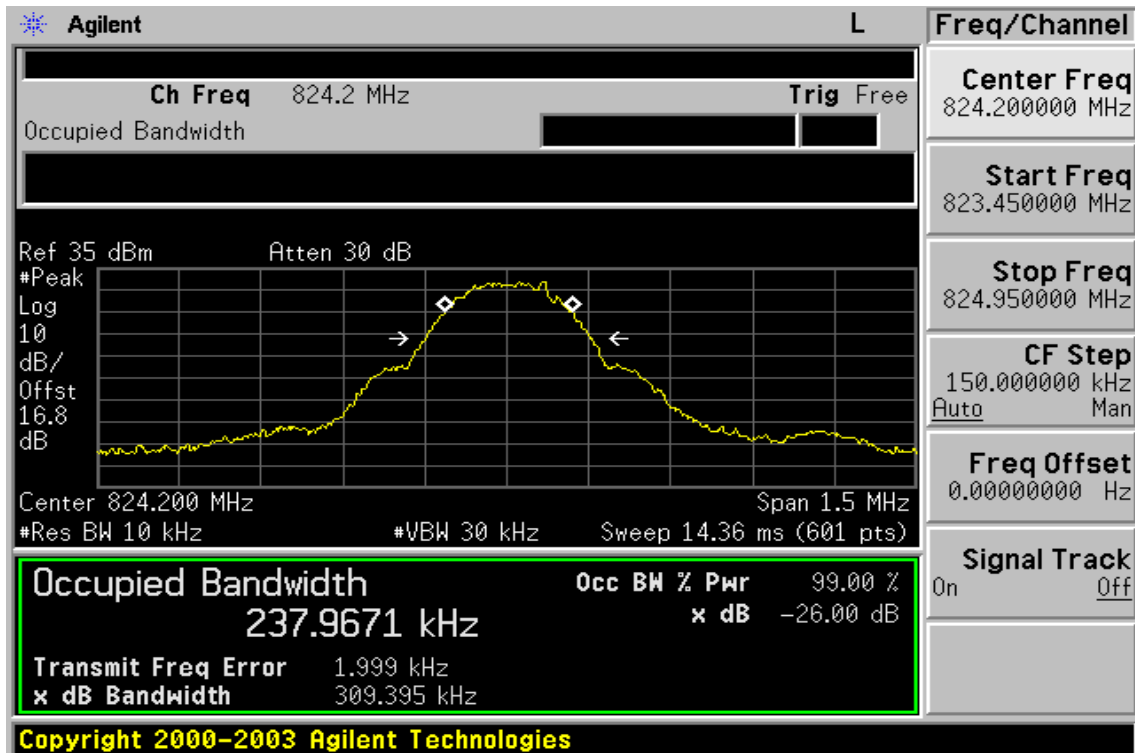 Agilent L
Ch Freq 824.2 MHz Trig Free
Occupied Bandwidth
Ref 35 dBm Atten 30 dB
#Peak
Log
10
dB/
Offst
16.8
dB
Center 824.200 MHz Span 1.5 MHz
#Res BW 10 kHz #VBW 30 kHz Sweep 14.36 ms (601 pts)
Occupied Bandwidth
237.9671 kHz
Occ BW % Pwr 99.00 %
x dB -26.00 dB
Transmit Freq Error 1.999 kHz
x dB Bandwidth 309.395 kHz
Copyright 2000-2003 Agilent Technologies
Freq/Channel
Center Freq
824.200000 MHz
Start Freq
823.450000 MHz
Stop Freq
824.950000 MHz
CF Step
150.000000 kHz
Auto Man
Freq Offset
0.00000000 Hz
Signal Track
On Off